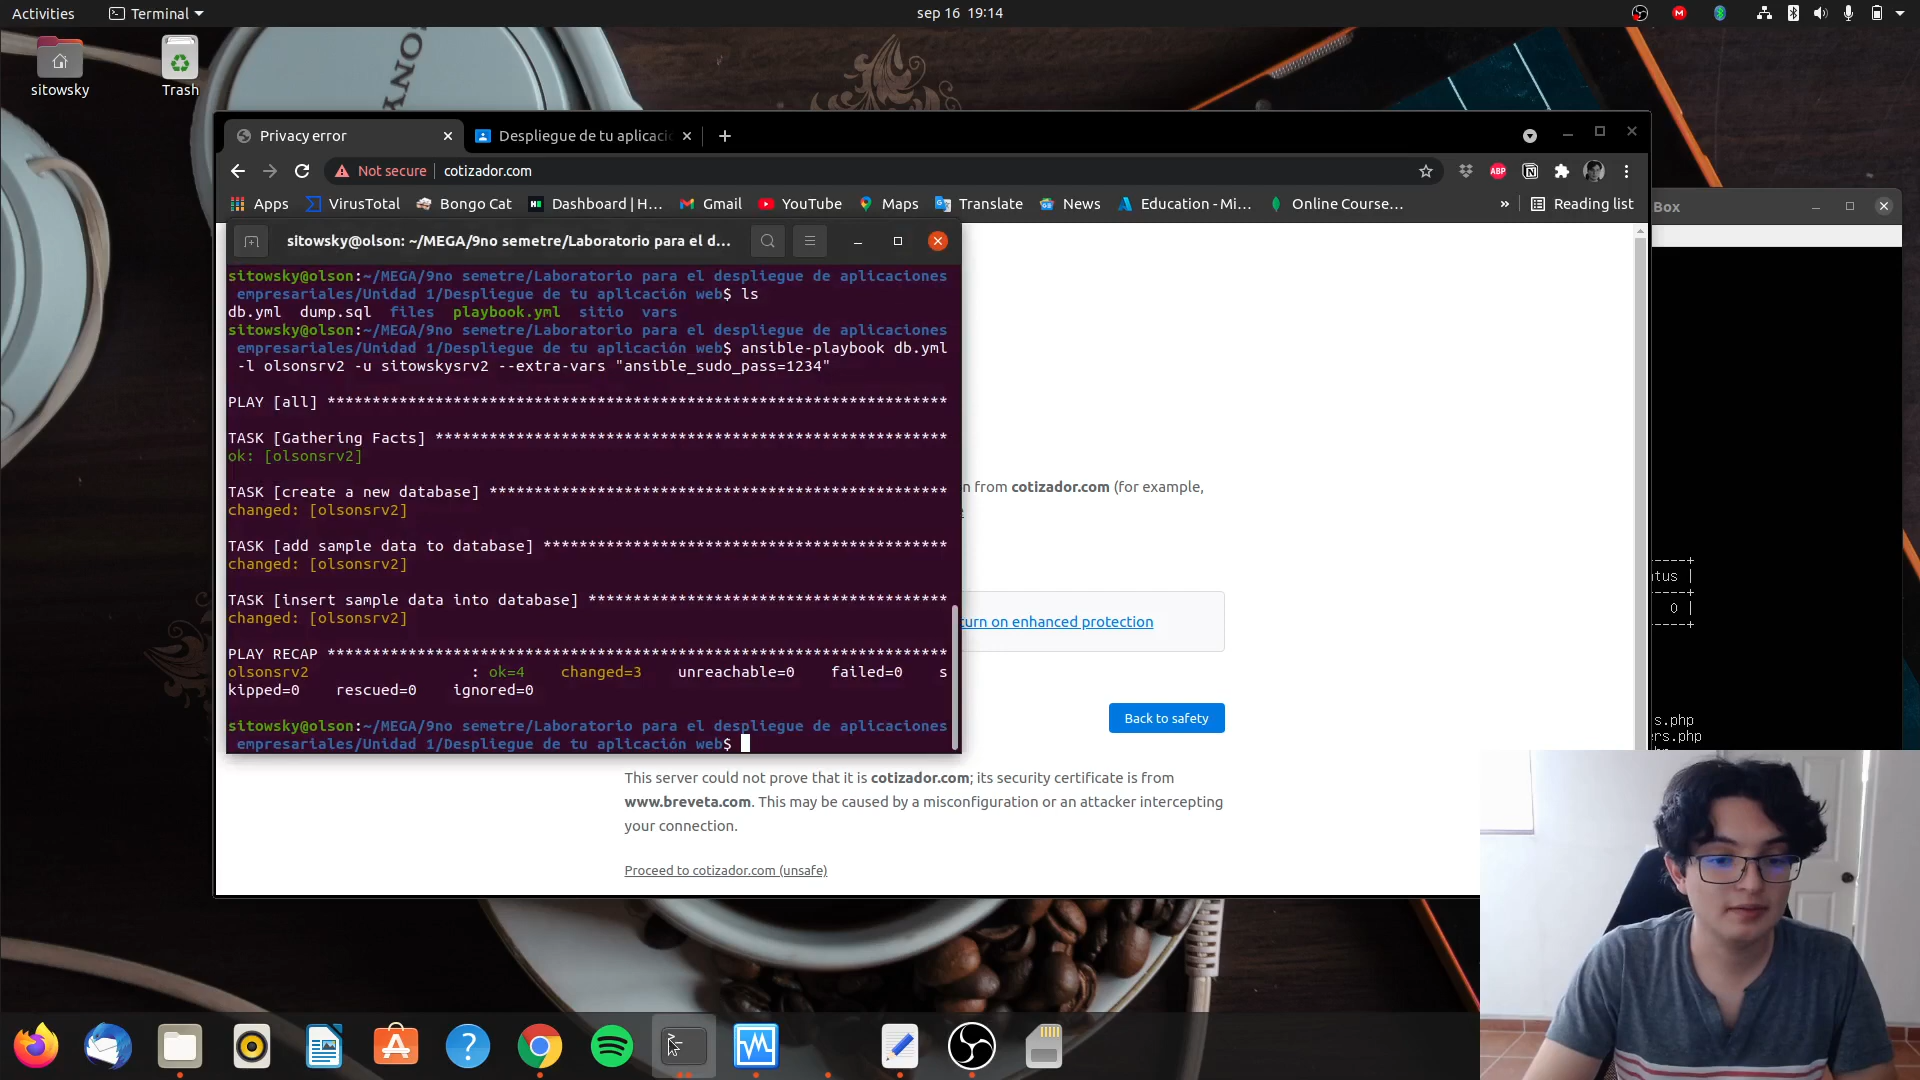 Activities
Terminal
sep 16 19:14
sitowsky
Trash
SONY
Privacy error
Despliegue de tu aplicaci
Not secure
cotizador.com
ABP
Apps
VirusTotal
Bongo Cat
Dashboard | H...
Gmail
YouTube
Maps
Translate
News
Education - Mi...
Online Course...
»
Reading list
Box
sitowsky@olson: ~/MEGA/9no semetre/Laboratorio para el d...
sitowsky@olson:~/MEGA/9no semetre/Laboratorio para el despliegue de aplicaciones
empresariales/Unidad 1/Despliegue de tu aplicación web$ ls
db.yml dump.sql files playbook.yml sitio vars
sitowsky@olson:~/MEGA/9no semetre/Laboratorio para el despliegue de aplicaciones
empresariales/Unidad 1/Despliegue de tu aplicación web$ ansible-playbook db.yml
-l olsonsrv2 -u sitowskysrv2 --extra-vars "ansible_sudo_pass=1234"
PLAY [all] *********************************************************************
TASK [Gathering Facts] *********************************************************
ok: [olsonsrv2]
TASK [create a new database] ***************************************************
changed: [olsonsrv2]
TASK [add sample data to database] *********************************************
changed: [olsonsrv2]
TASK [insert sample data into database] ****************************************
changed: [olsonsrv2]
PLAY RECAP *********************************************************************
olsonsrv2 : ok=4 changed=3 unreachable=0 failed=0 s
kipped=0 rescued=0 ignored=0
sitowsky@olson:~/MEGA/9no semetre/Laboratorio para el despliegue de aplicaciones
empresariales/Unidad 1/Despliegue de tu aplicación web$
n from cotizador.com (for example,
turn on enhanced protection
Back to safety
This server could not prove that it is cotizador.com; its security certificate is from
www.breveta.com. This may be caused by a misconfiguration or an attacker intercepting
your connection.
Proceed to cotizador.com (unsafe)
-----+
tus |
-----+
0 |
-----+
s.php
ers.php